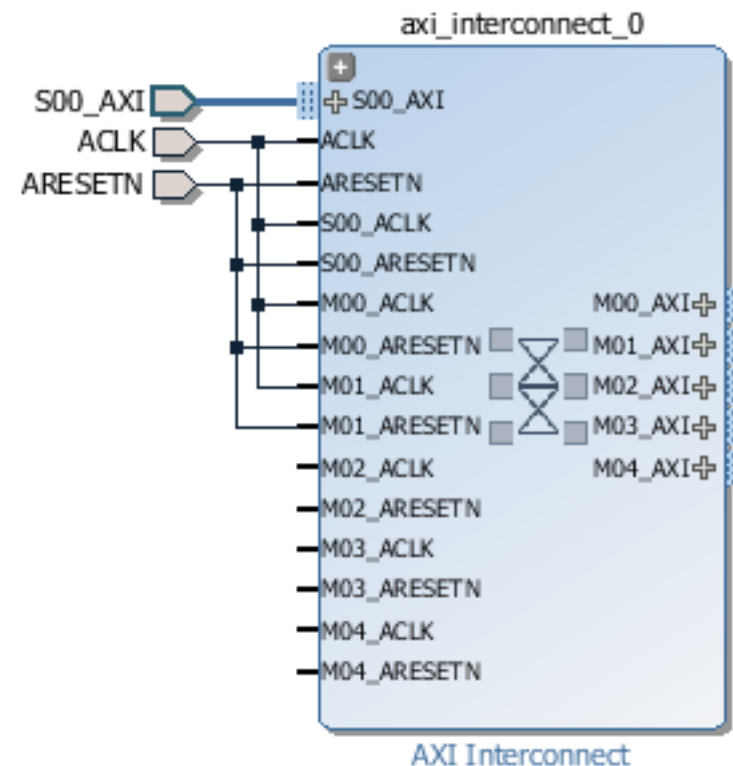 axi_interconnect_0
S00_AXI
ACLK
ARESETN
S00_AXI
ACLK
ARESETN
S00_ACLK
S00_ARESETN
M00_ACLK
M00_ARESETN
M01_ACLK
M01_ARESETN
M02_ACLK
M02_ARESETN
M03_ACLK
M03_ARESETN
M04_ACLK
M04_ARESETN
M00_AXI
M01_AXI
M02_AXI
M03_AXI
M04_AXI
AXI Interconnect